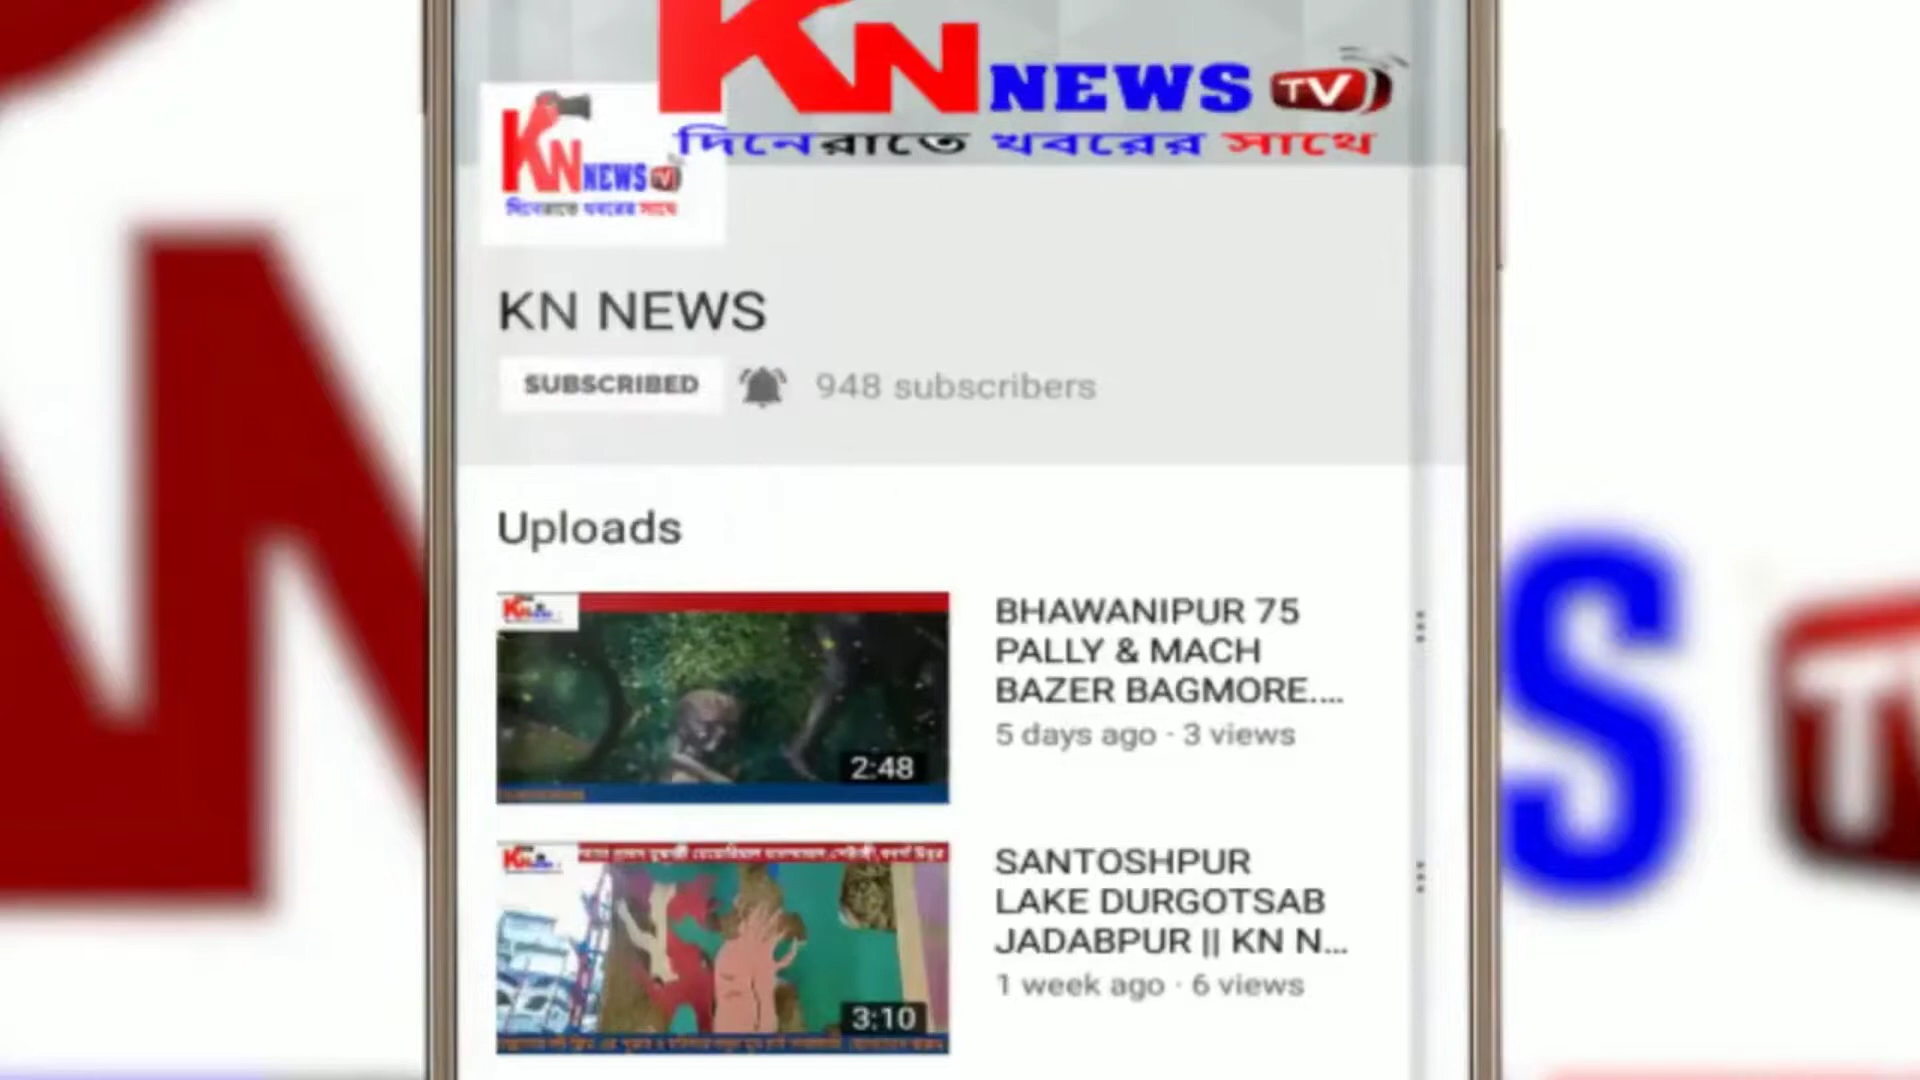 KN NEWS TV
দিনেরাতে খবরের সাথে
KN NEWS TV
দিনেরাতে খবরের সাথে
KN NEWS
SUBSCRIBED 948 subscribers
Uploads
BHAWANIPUR 75
PALLY & MACH
BAZER BAGMORE....
5 days ago · 3 views
2:48
SANTOSHPUR
LAKE DURGOTSAB
JADABPUR || KN N...
1 week ago · 6 views
3:10
N
S TV